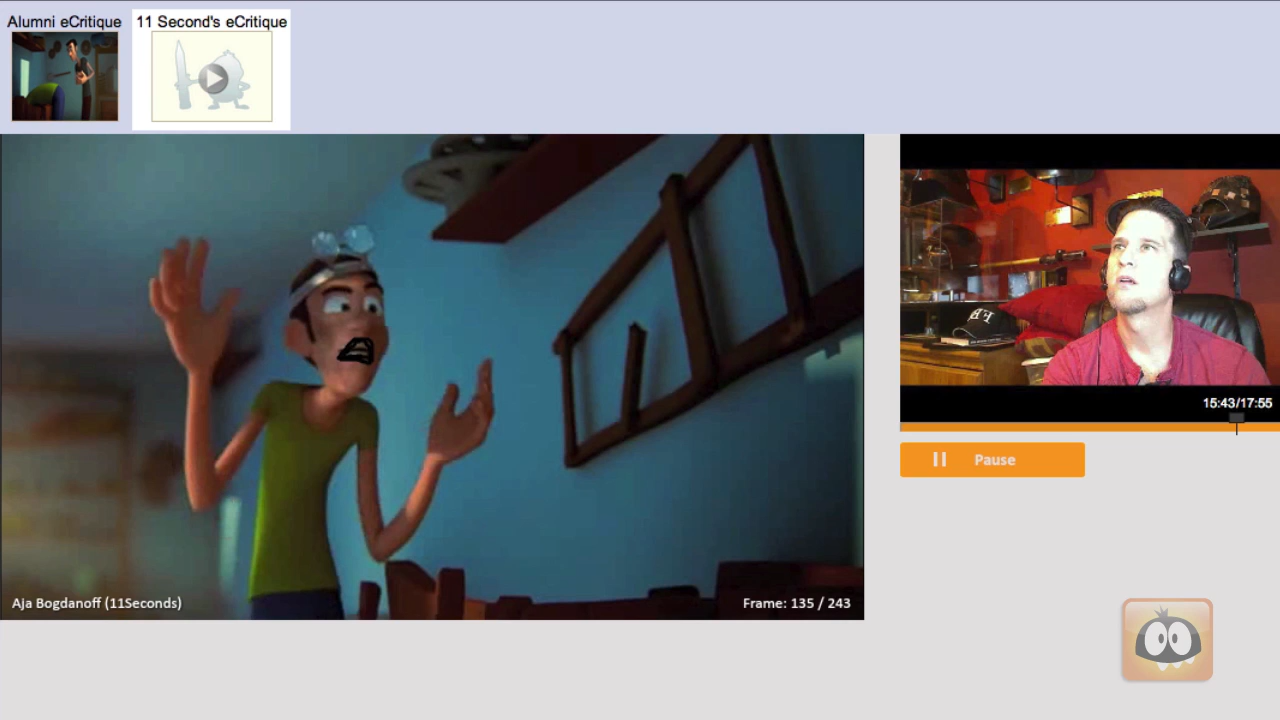 Alumni eCritique
11 Second's eCritique
15:43/17:55
Pause
Aja Bogdanoff (11Seconds)
Frame: 135 / 243